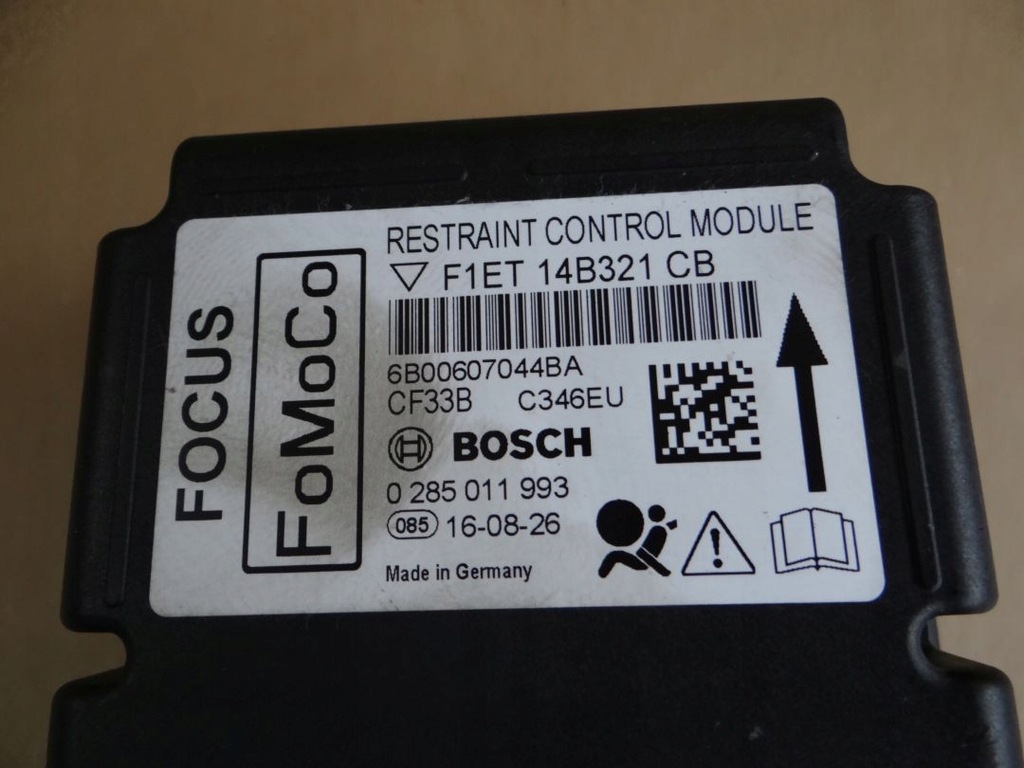 RESTRAINT CONTROL MODULE
F1ET 14B321 CB
6B00607044BA
CF33B C346EU
BOSCH
0 285 011 993
085 16-08-26
Made in Germany
FOCUS
FoMoCo